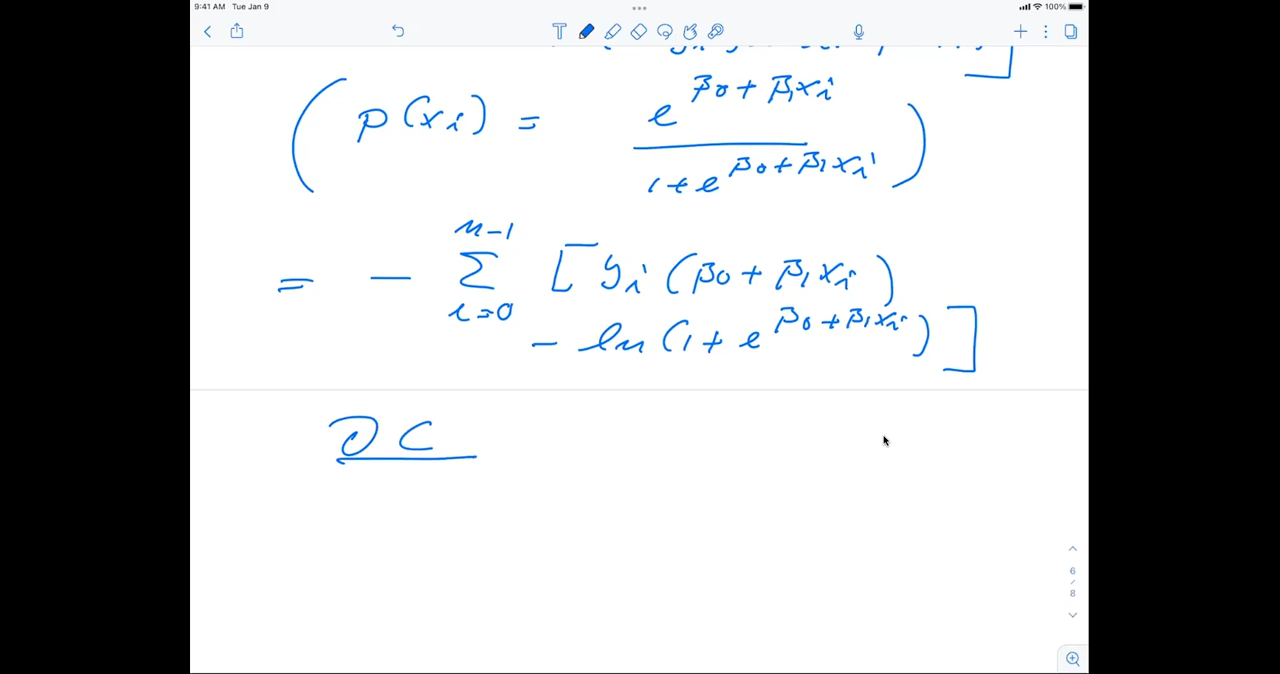 9:41 AM Tue Jan 9
100%
( p(xᵢ) = e^{β₀ + β₁xᵢ} / 1 + e^{β₀ + β₁xᵢ} )
= - Σ_{i=0}^{n-1} [ yᵢ (β₀ + β₁xᵢ)
- ln (1 + e^{β₀ + β₁xᵢ}) ]
∂C
6
/
8